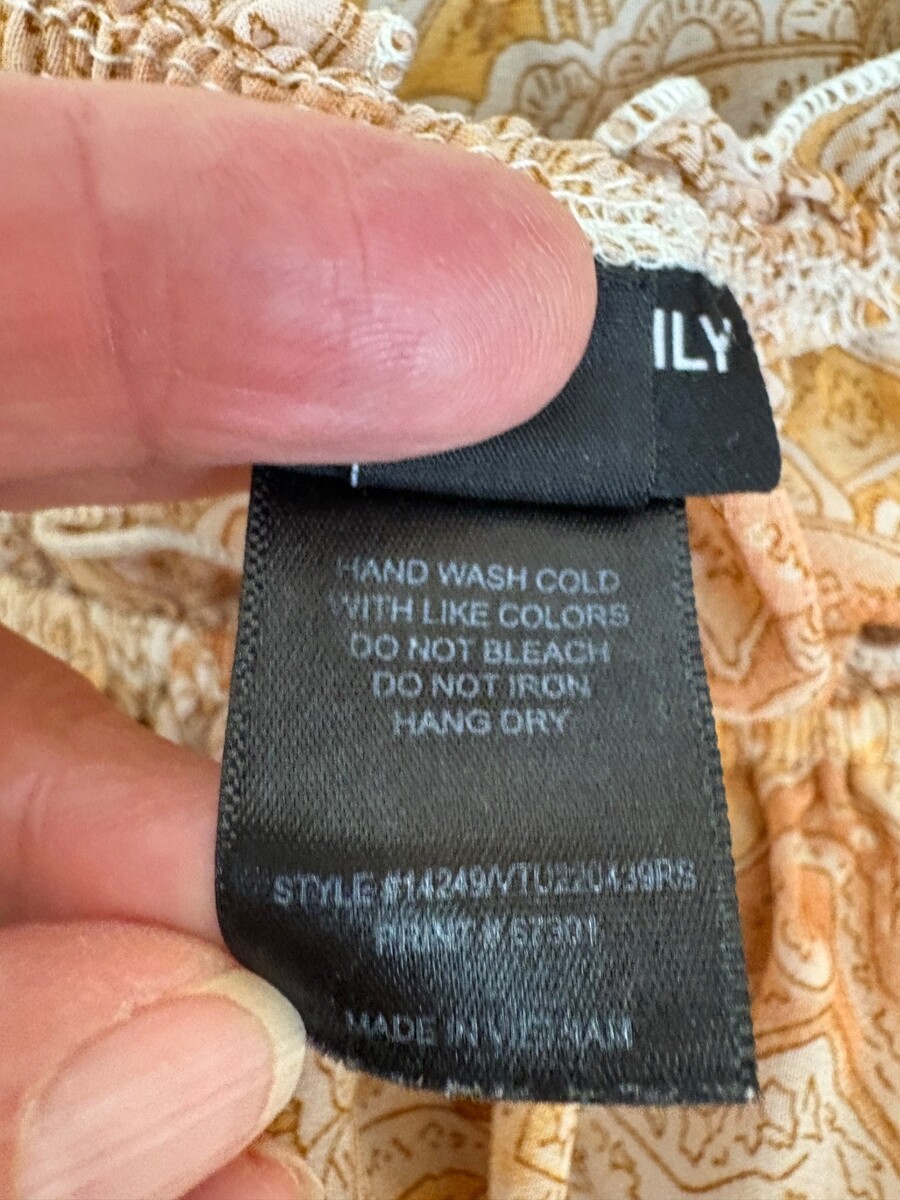 ILY
HAND WASH COLD
WITH LIKE COLORS
DO NOT BLEACH
DO NOT IRON
HANG DRY
STYLE #14249/VTU220439RS
PRINT # 67301
MADE IN VIETNAM